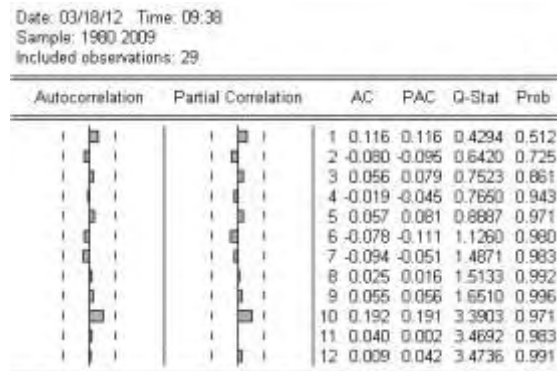 Date: 03/18/12 Time: 09:38
Sample: 1980 2009
Included observations: 29
Autocorrelation Partial Correlation AC PAC Q-Stat Prob
1 0.116 0.116 0.4294 0.512
2 -0.080 -0.095 0.6420 0.725
3 0.056 0.079 0.7523 0.861
4 -0.019 -0.045 0.7650 0.943
5 0.057 0.081 0.8887 0.971
6 -0.078 -0.111 1.1260 0.980
7 -0.094 -0.051 1.4871 0.983
8 0.025 0.016 1.5133 0.992
9 0.055 0.056 1.6510 0.996
10 0.192 0.191 3.3903 0.971
11 0.040 0.002 3.4692 0.983
12 0.009 0.042 3.4736 0.991